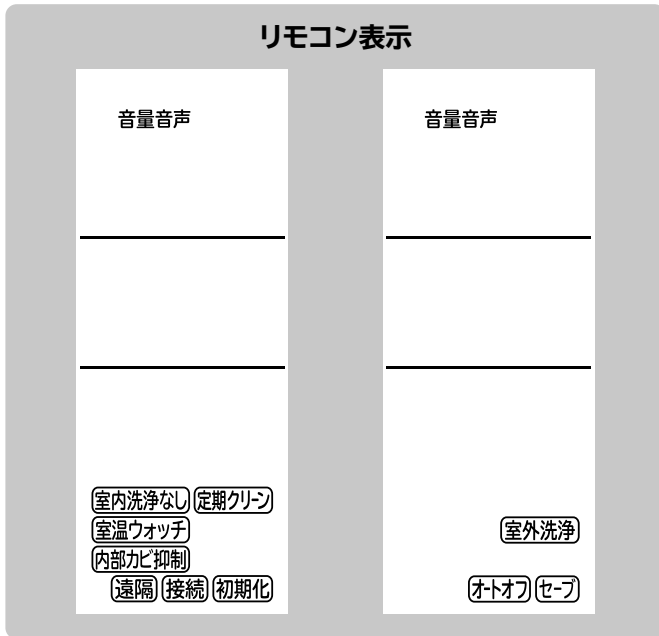 リモコン表示
音量音声
室内洗浄なし 定期クリーン
室温ウォッチ
内部カビ抑制
遠隔 接続 初期化
音量音声
室外洗浄
オートオフ セーブ